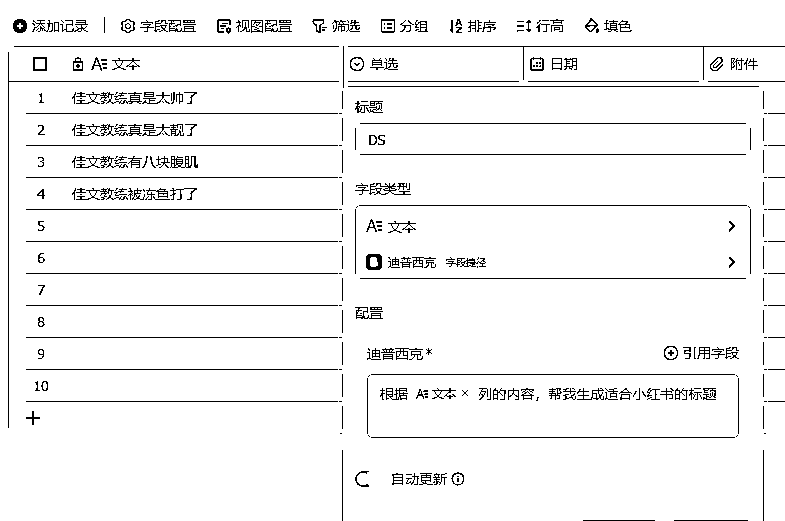 添加记录 字段配置 视图配置 筛选 分组 排序 行高 填色
文本 单选 日期 附件
1 佳文教练真是太帅了
2 佳文教练真是太靓了
3 佳文教练有八块腹肌
4 佳文教练被冻鱼打了
5
6
7
8
9
10
标题
DS
字段类型
文本
迪普西克 字段捷径
配置
迪普西克* 引用字段
根据 文本 × 列的内容，帮我生成适合小红书的标题
自动更新